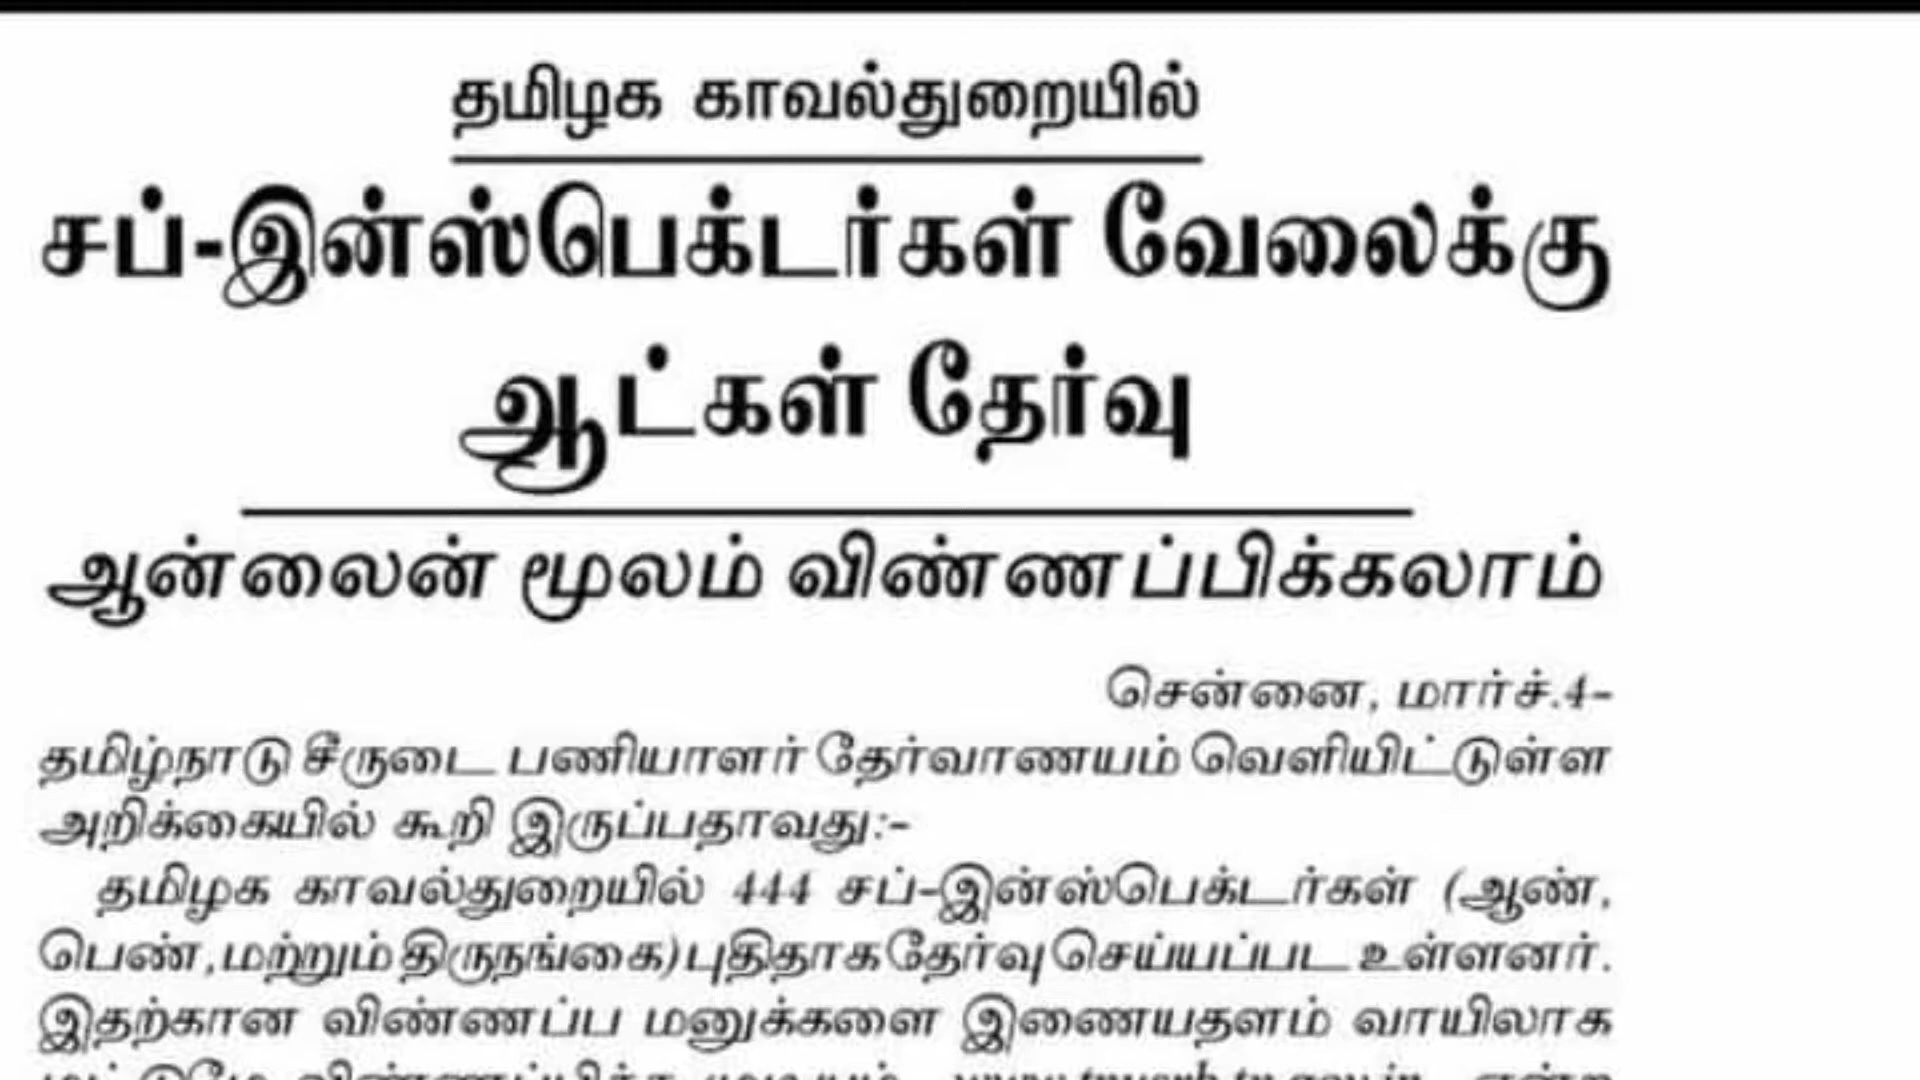 தமிழக காவல்துறையில்
சப்-இன்ஸ்பெக்டர்கள் வேலைக்கு
ஆட்கள் தேர்வு
ஆன்லைன் மூலம் விண்ணப்பிக்கலாம்
சென்னை, மார்ச்.4-
தமிழ்நாடு சீருடை பணியாளர் தேர்வாணயம் வெளியிட்டுள்ள
அறிக்கையில் கூறி இருப்பதாவது:-
தமிழக காவல்துறையில் 444 சப்-இன்ஸ்பெக்டர்கள் (ஆண்,
பெண்,மற்றும் திருநங்கை) புதிதாக தேர்வு செய்யப்பட உள்ளனர்.
இதற்கான விண்ணப்ப மனுக்களை இணையதளம் வாயிலாக